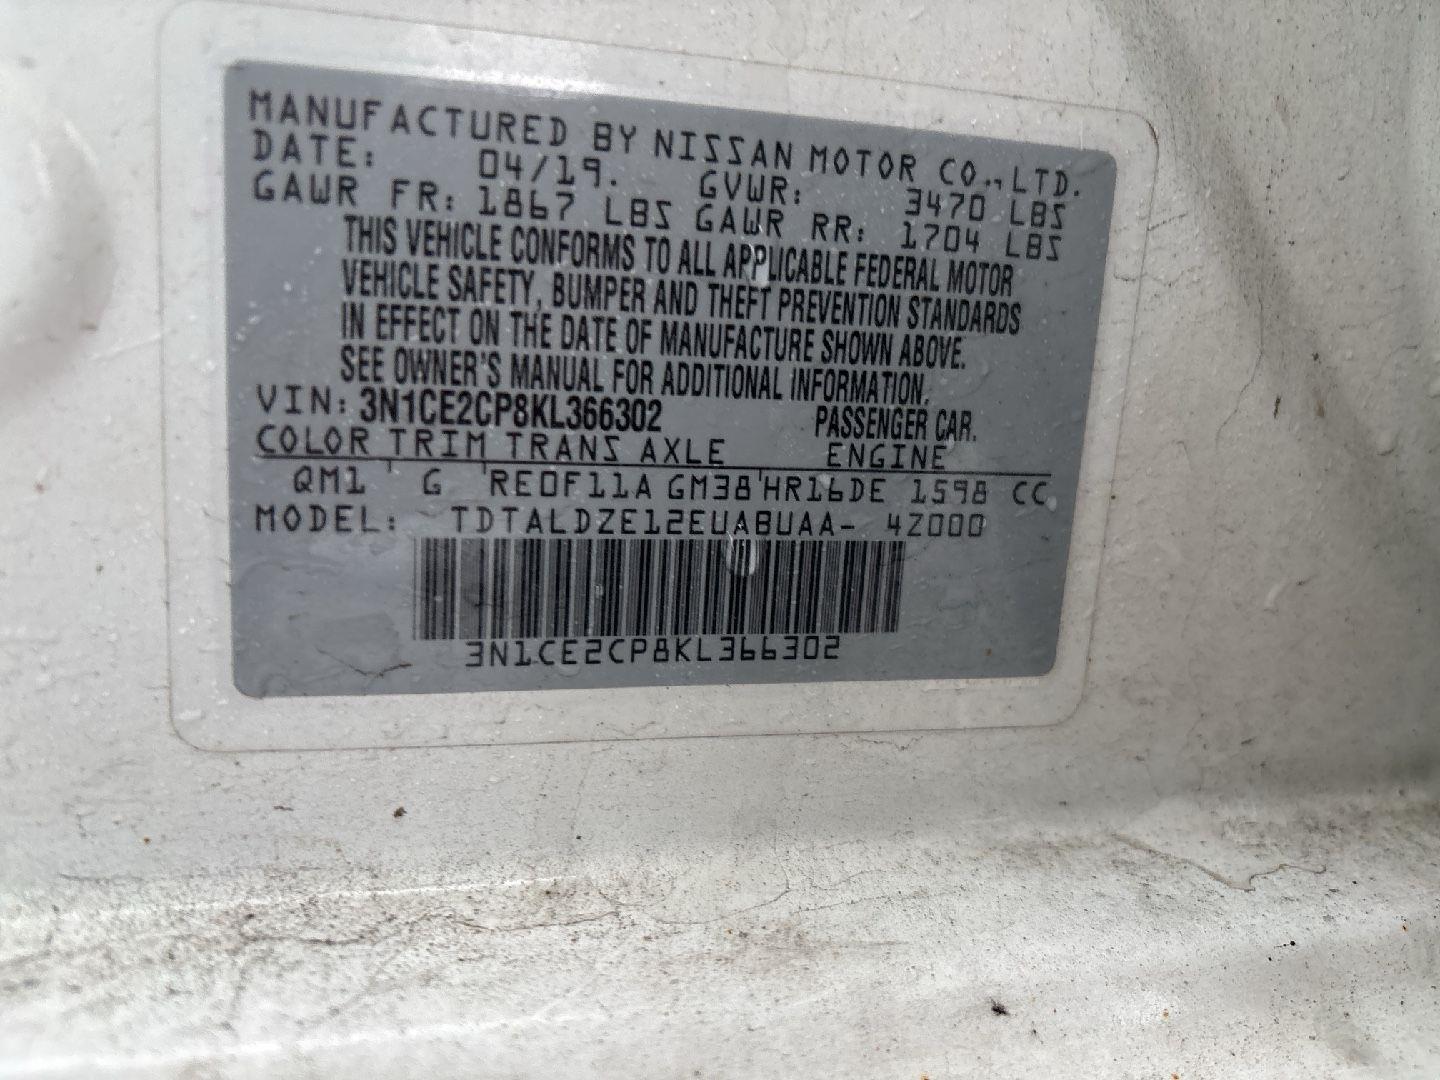 MANUFACTURED BY NISSAN MOTOR CO., LTD.
DATE: 04/19. GVWR: 3470 LBS
GAWR FR: 1867 LBS GAWR RR: 1704 LBS
THIS VEHICLE CONFORMS TO ALL APPLICABLE FEDERAL MOTOR
VEHICLE SAFETY, BUMPER AND THEFT PREVENTION STANDARDS
IN EFFECT ON THE DATE OF MANUFACTURE SHOWN ABOVE.
SEE OWNER'S MANUAL FOR ADDITIONAL INFORMATION.
VIN: 3N1CE2CP8KL366302 PASSENGER CAR.
COLOR TRIM TRANS AXLE ENGINE
QM1 G RE0F11A GM38 HR16DE 1598 CC
MODEL: TDTALDZE12EUABUAA- 4Z000
3N1CE2CP8KL366302